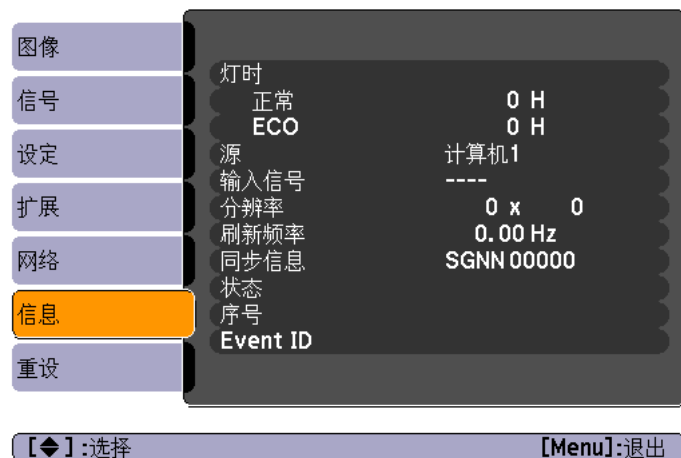 图像
信号
设定
扩展
网络
信息
重设
灯时
正常 0 H
ECO 0 H
源 计算机1
输入信号 ----
分辨率 0 x 0
刷新频率 0.00 Hz
同步信息 SGNN 00000
状态
序号
Event ID
[◆]:选择 [Menu]:退出